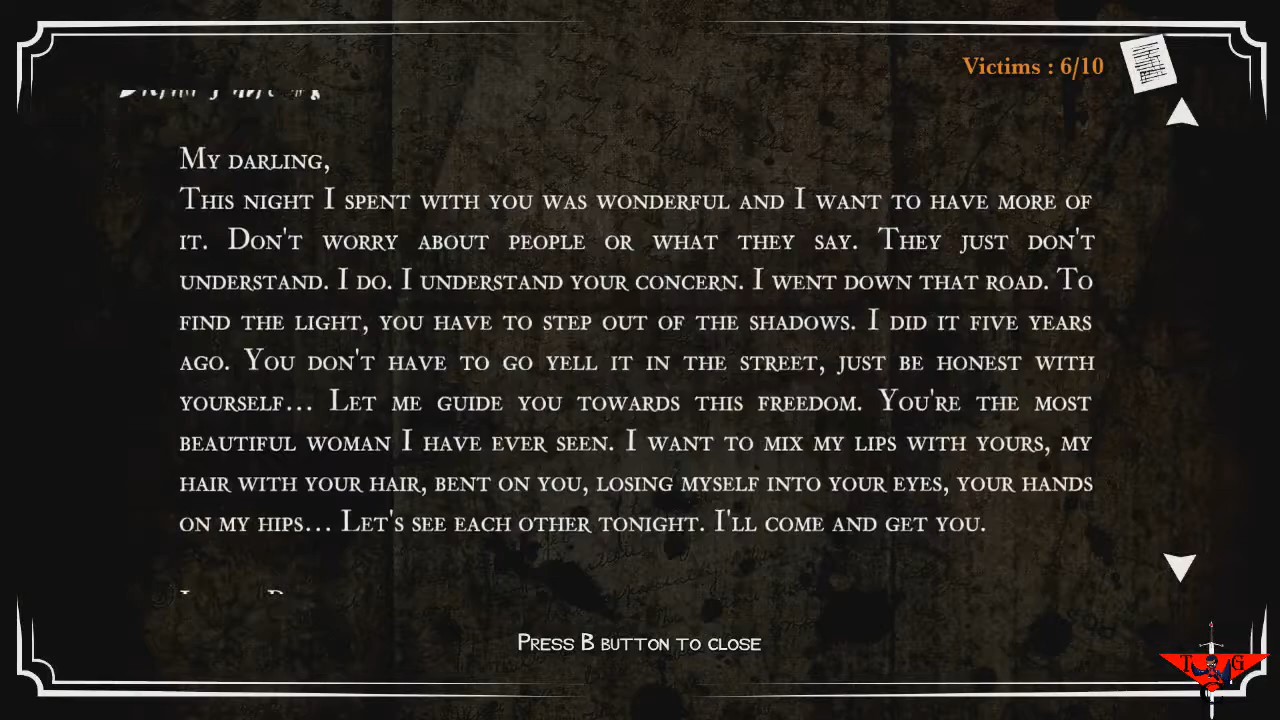 Victims : 6/10
My darling,
This night I spent with you was wonderful and I want to have more of
it. Don't worry about people or what they say. They just don't
understand. I do. I understand your concern. I went down that road. To
find the light, you have to step out of the shadows. I did it five years
ago. You don't have to go yell it in the street, just be honest with
yourself... Let me guide you towards this freedom. You're the most
beautiful woman I have ever seen. I want to mix my lips with yours, my
hair with your hair, bent on you, losing myself into your eyes, your hands
on my hips... Let's see each other tonight. I'll come and get you.
Press B button to close
T G